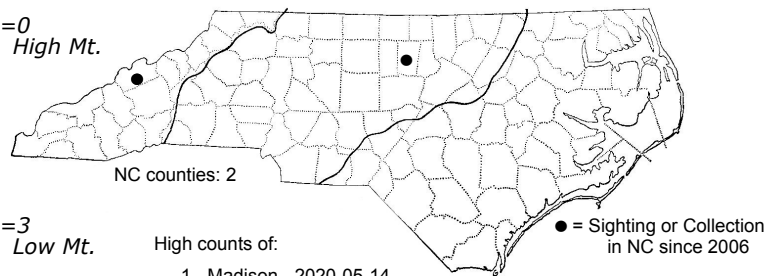 =0
High Mt.
NC counties: 2
● = Sighting or Collection
in NC since 2006
=3
Low Mt.
High counts of:
1 - Madison - 2020-05-14